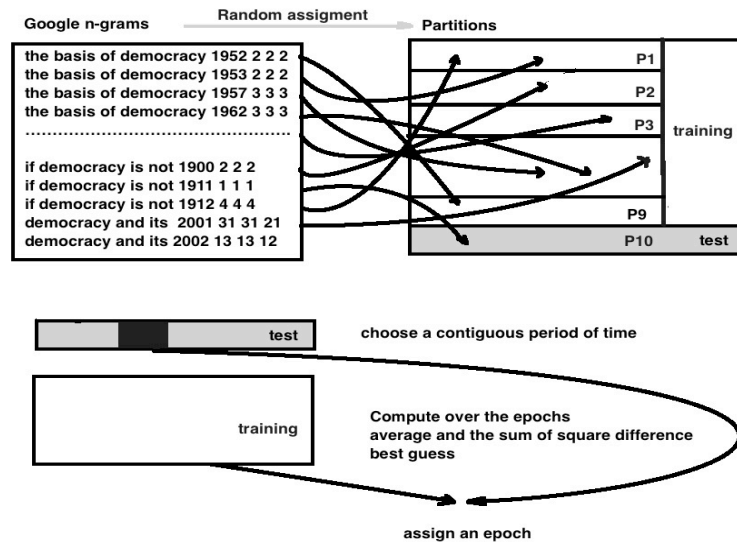 Google n-grams
Random assigment
Partitions
the basis of democracy 1952 2 2 2
the basis of democracy 1953 2 2 2
the basis of democracy 1957 3 3 3
the basis of democracy 1962 3 3 3
................................................
if democracy is not 1900 2 2 2
if democracy is not 1911 1 1 1
if democracy is not 1912 4 4 4
democracy and its 2001 31 31 21
democracy and its 2002 13 13 12
P1
P2
P3
training
P9
P10
test
test
choose a contiguous period of time
training
Compute over the epochs
average and the sum of square difference
best guess
assign an epoch